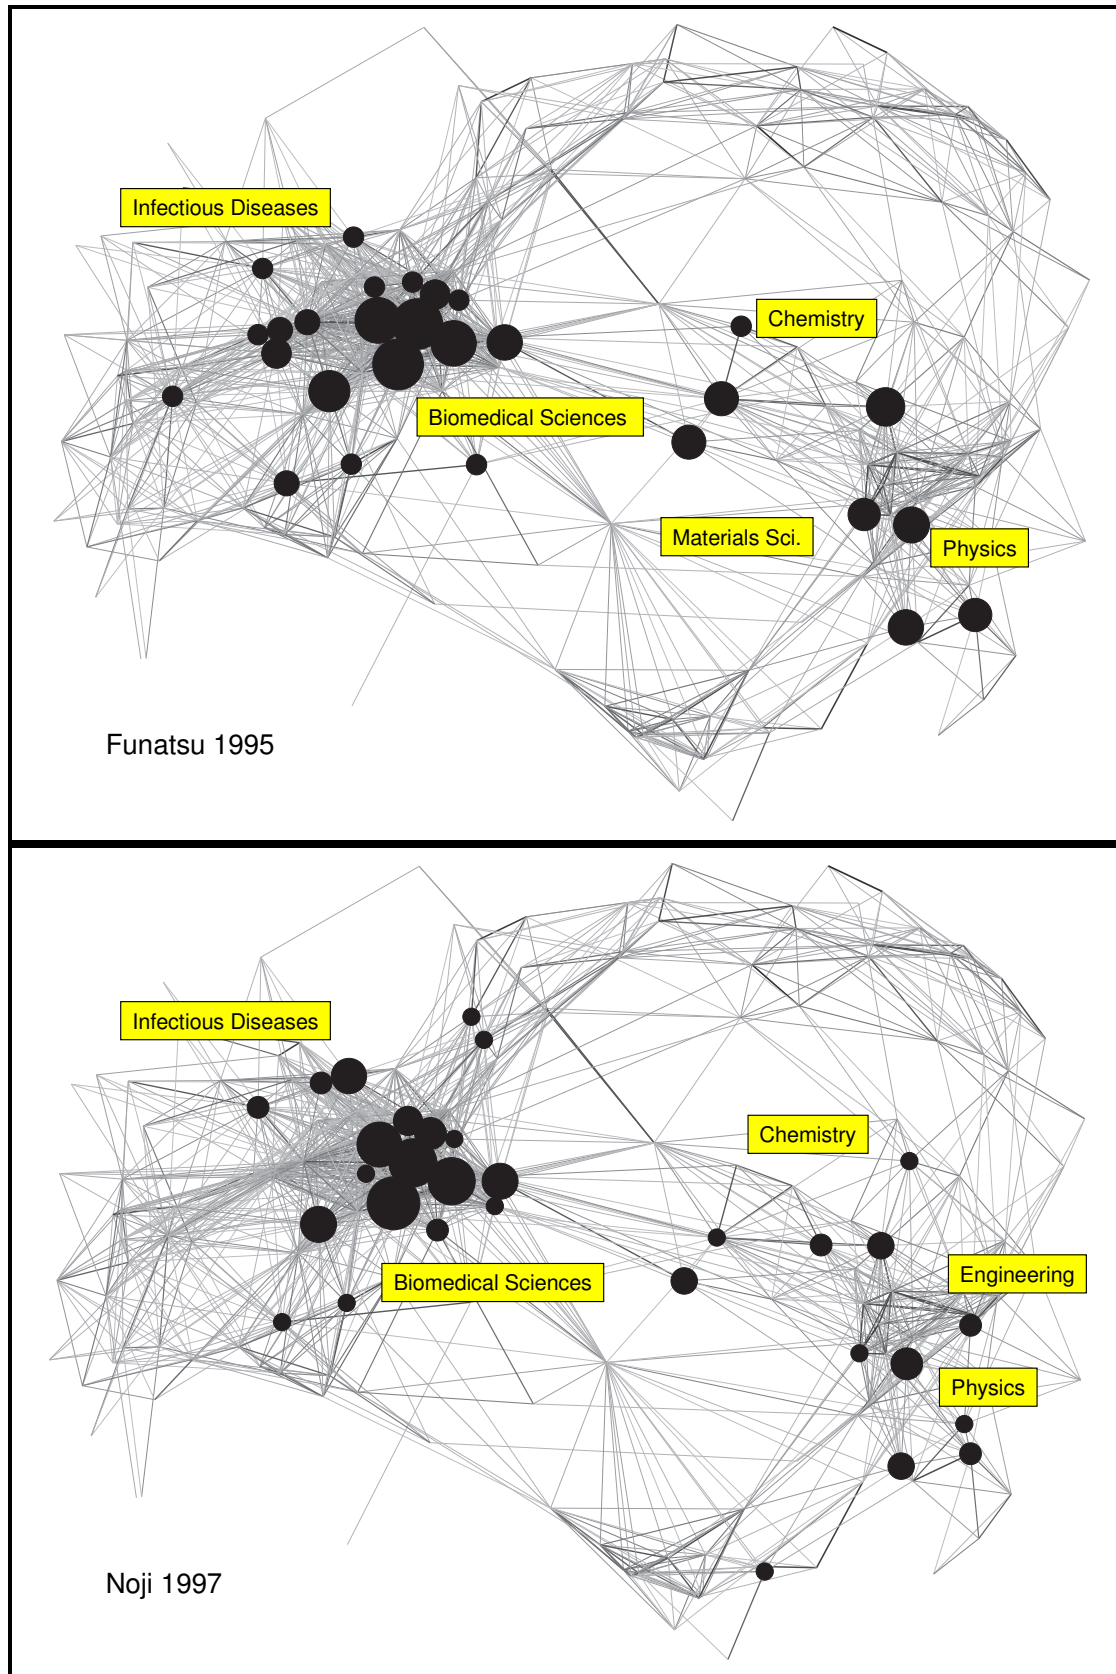 Infectious Diseases
Chemistry
Biomedical Sciences
Materials Sci.
Physics
Funatsu 1995
Infectious Diseases
Chemistry
Engineering
Biomedical Sciences
Physics
Noji 1997